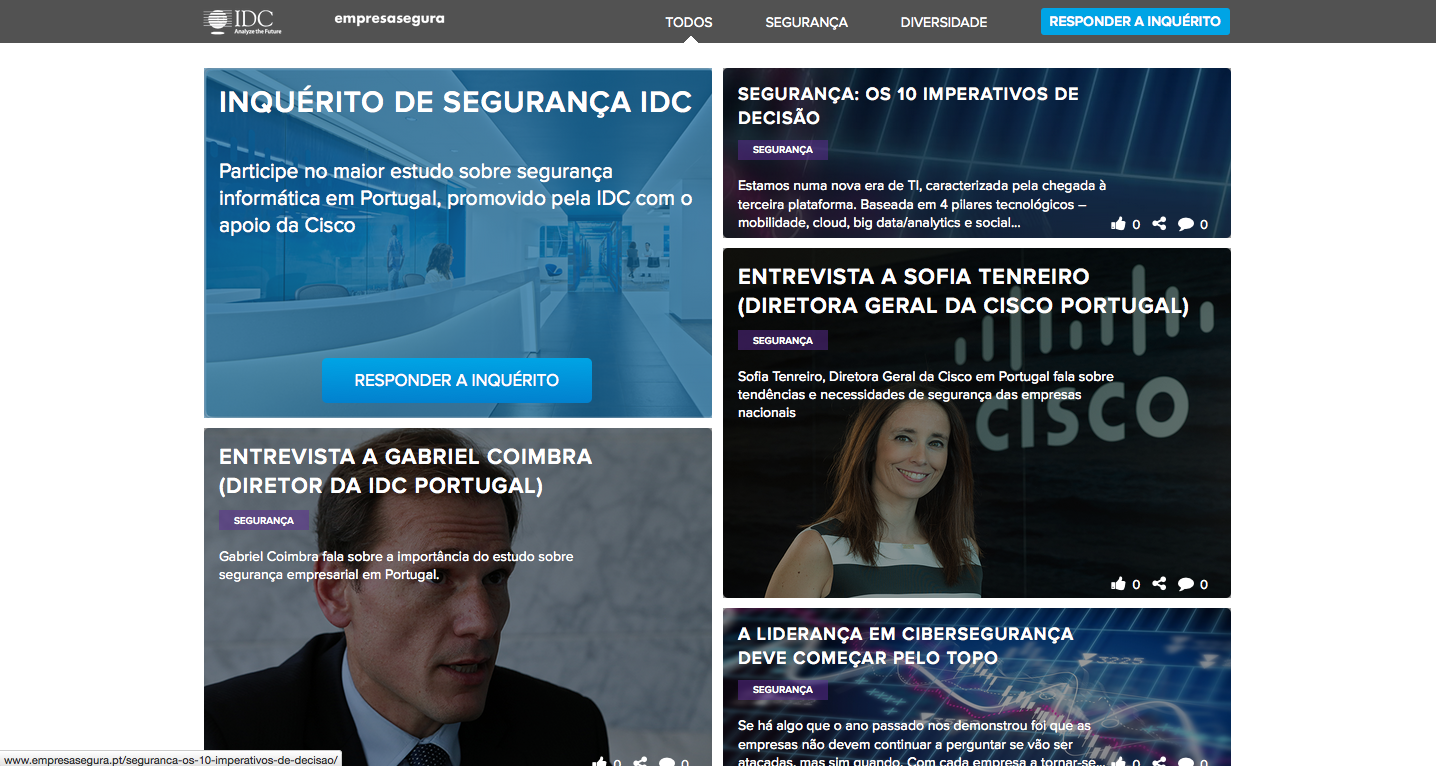 IDC
Analyze the Future
empresasegura
TODOS
SEGURANÇA
DIVERSIDADE
RESPONDER A INQUÉRITO
INQUÉRITO DE SEGURANÇA IDC
Participe no maior estudo sobre segurança
informática em Portugal, promovido pela IDC com o
apoio da Cisco
RESPONDER A INQUÉRITO
SEGURANÇA: OS 10 IMPERATIVOS DE
DECISÃO
SEGURANÇA
Estamos numa nova era de TI, caracterizada pela chegada à
terceira plataforma. Baseada em 4 pilares tecnológicos –
mobilidade, cloud, big data/analytics e social...
0
0
ENTREVISTA A SOFIA TENREIRO
(DIRETORA GERAL DA CISCO PORTUGAL)
SEGURANÇA
Sofia Tenreiro, Diretora Geral da Cisco em Portugal fala sobre
tendências e necessidades de segurança das empresas
nacionais
CISCO
0
0
ENTREVISTA A GABRIEL COIMBRA
(DIRETOR DA IDC PORTUGAL)
SEGURANÇA
Gabriel Coimbra fala sobre a importância do estudo sobre
segurança empresarial em Portugal.
0
0
A LIDERANÇA EM CIBERSEGURANÇA
DEVE COMEÇAR PELO TOPO
3225
SEGURANÇA
Se há algo que o ano passado nos demonstrou foi que as
empresas não devem continuar a perguntar se vão ser
atacadas, mas sim quando. Com cada empresa a tornar-se...
0
0
www.empresasegura.pt/seguranca-os-10-imperativos-de-decisao/